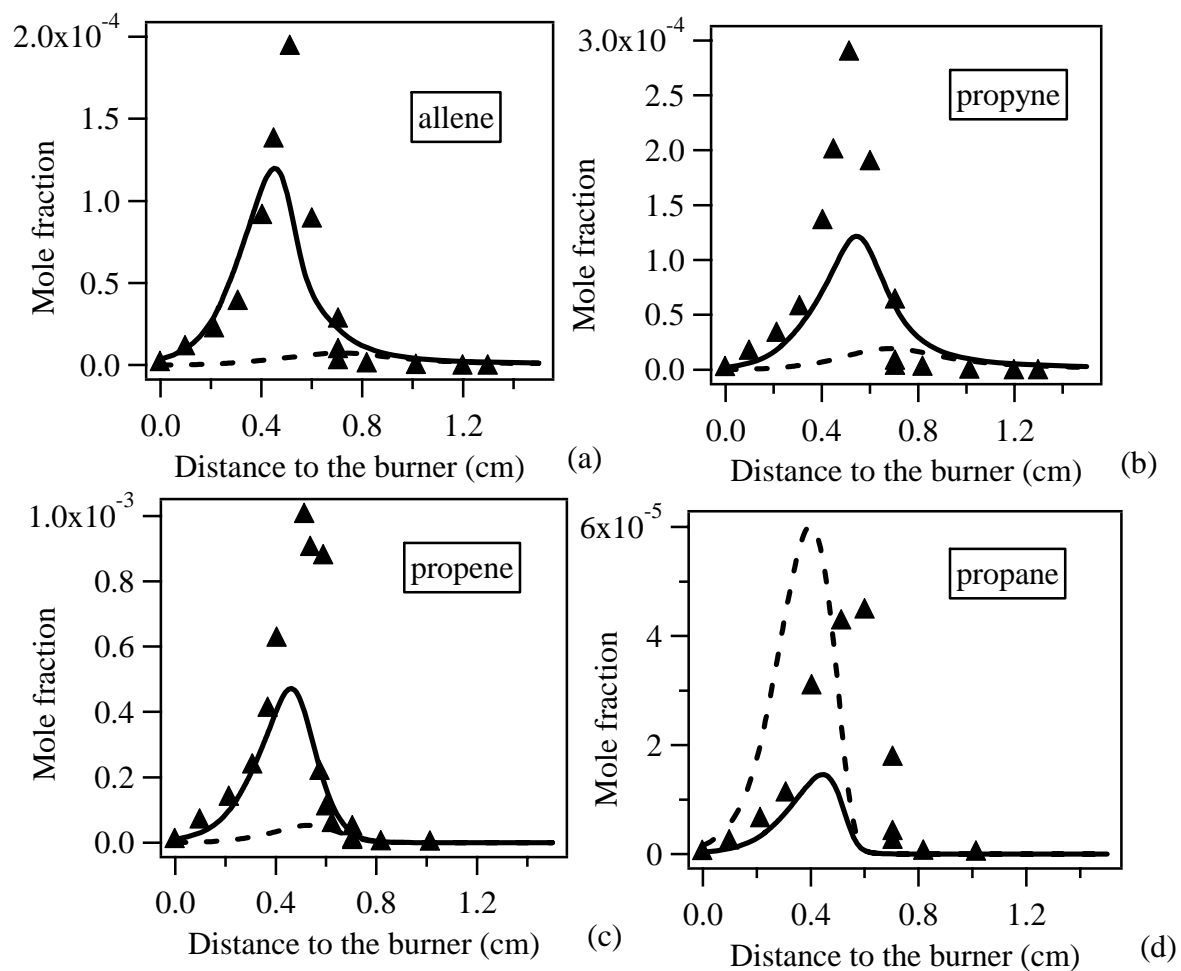 2.0x10-4
1.5
1.0
0.5
0.0
Mole fraction
allene
0.0 0.4 0.8 1.2
Distance to the burner (cm)
(a)
3.0x10-4
2.5
2.0
1.5
1.0
0.5
0.0
Mole fraction
propyne
0.0 0.4 0.8 1.2
Distance to the burner (cm)
(b)
1.0x10-3
0.8
0.6
0.4
0.2
0.0
Mole fraction
propene
0.0 0.4 0.8 1.2
Distance to the burner (cm)
(c)
6x10-5
4
2
0
Mole fraction
propane
0.0 0.4 0.8 1.2
Distance to the burner (cm)
(d)